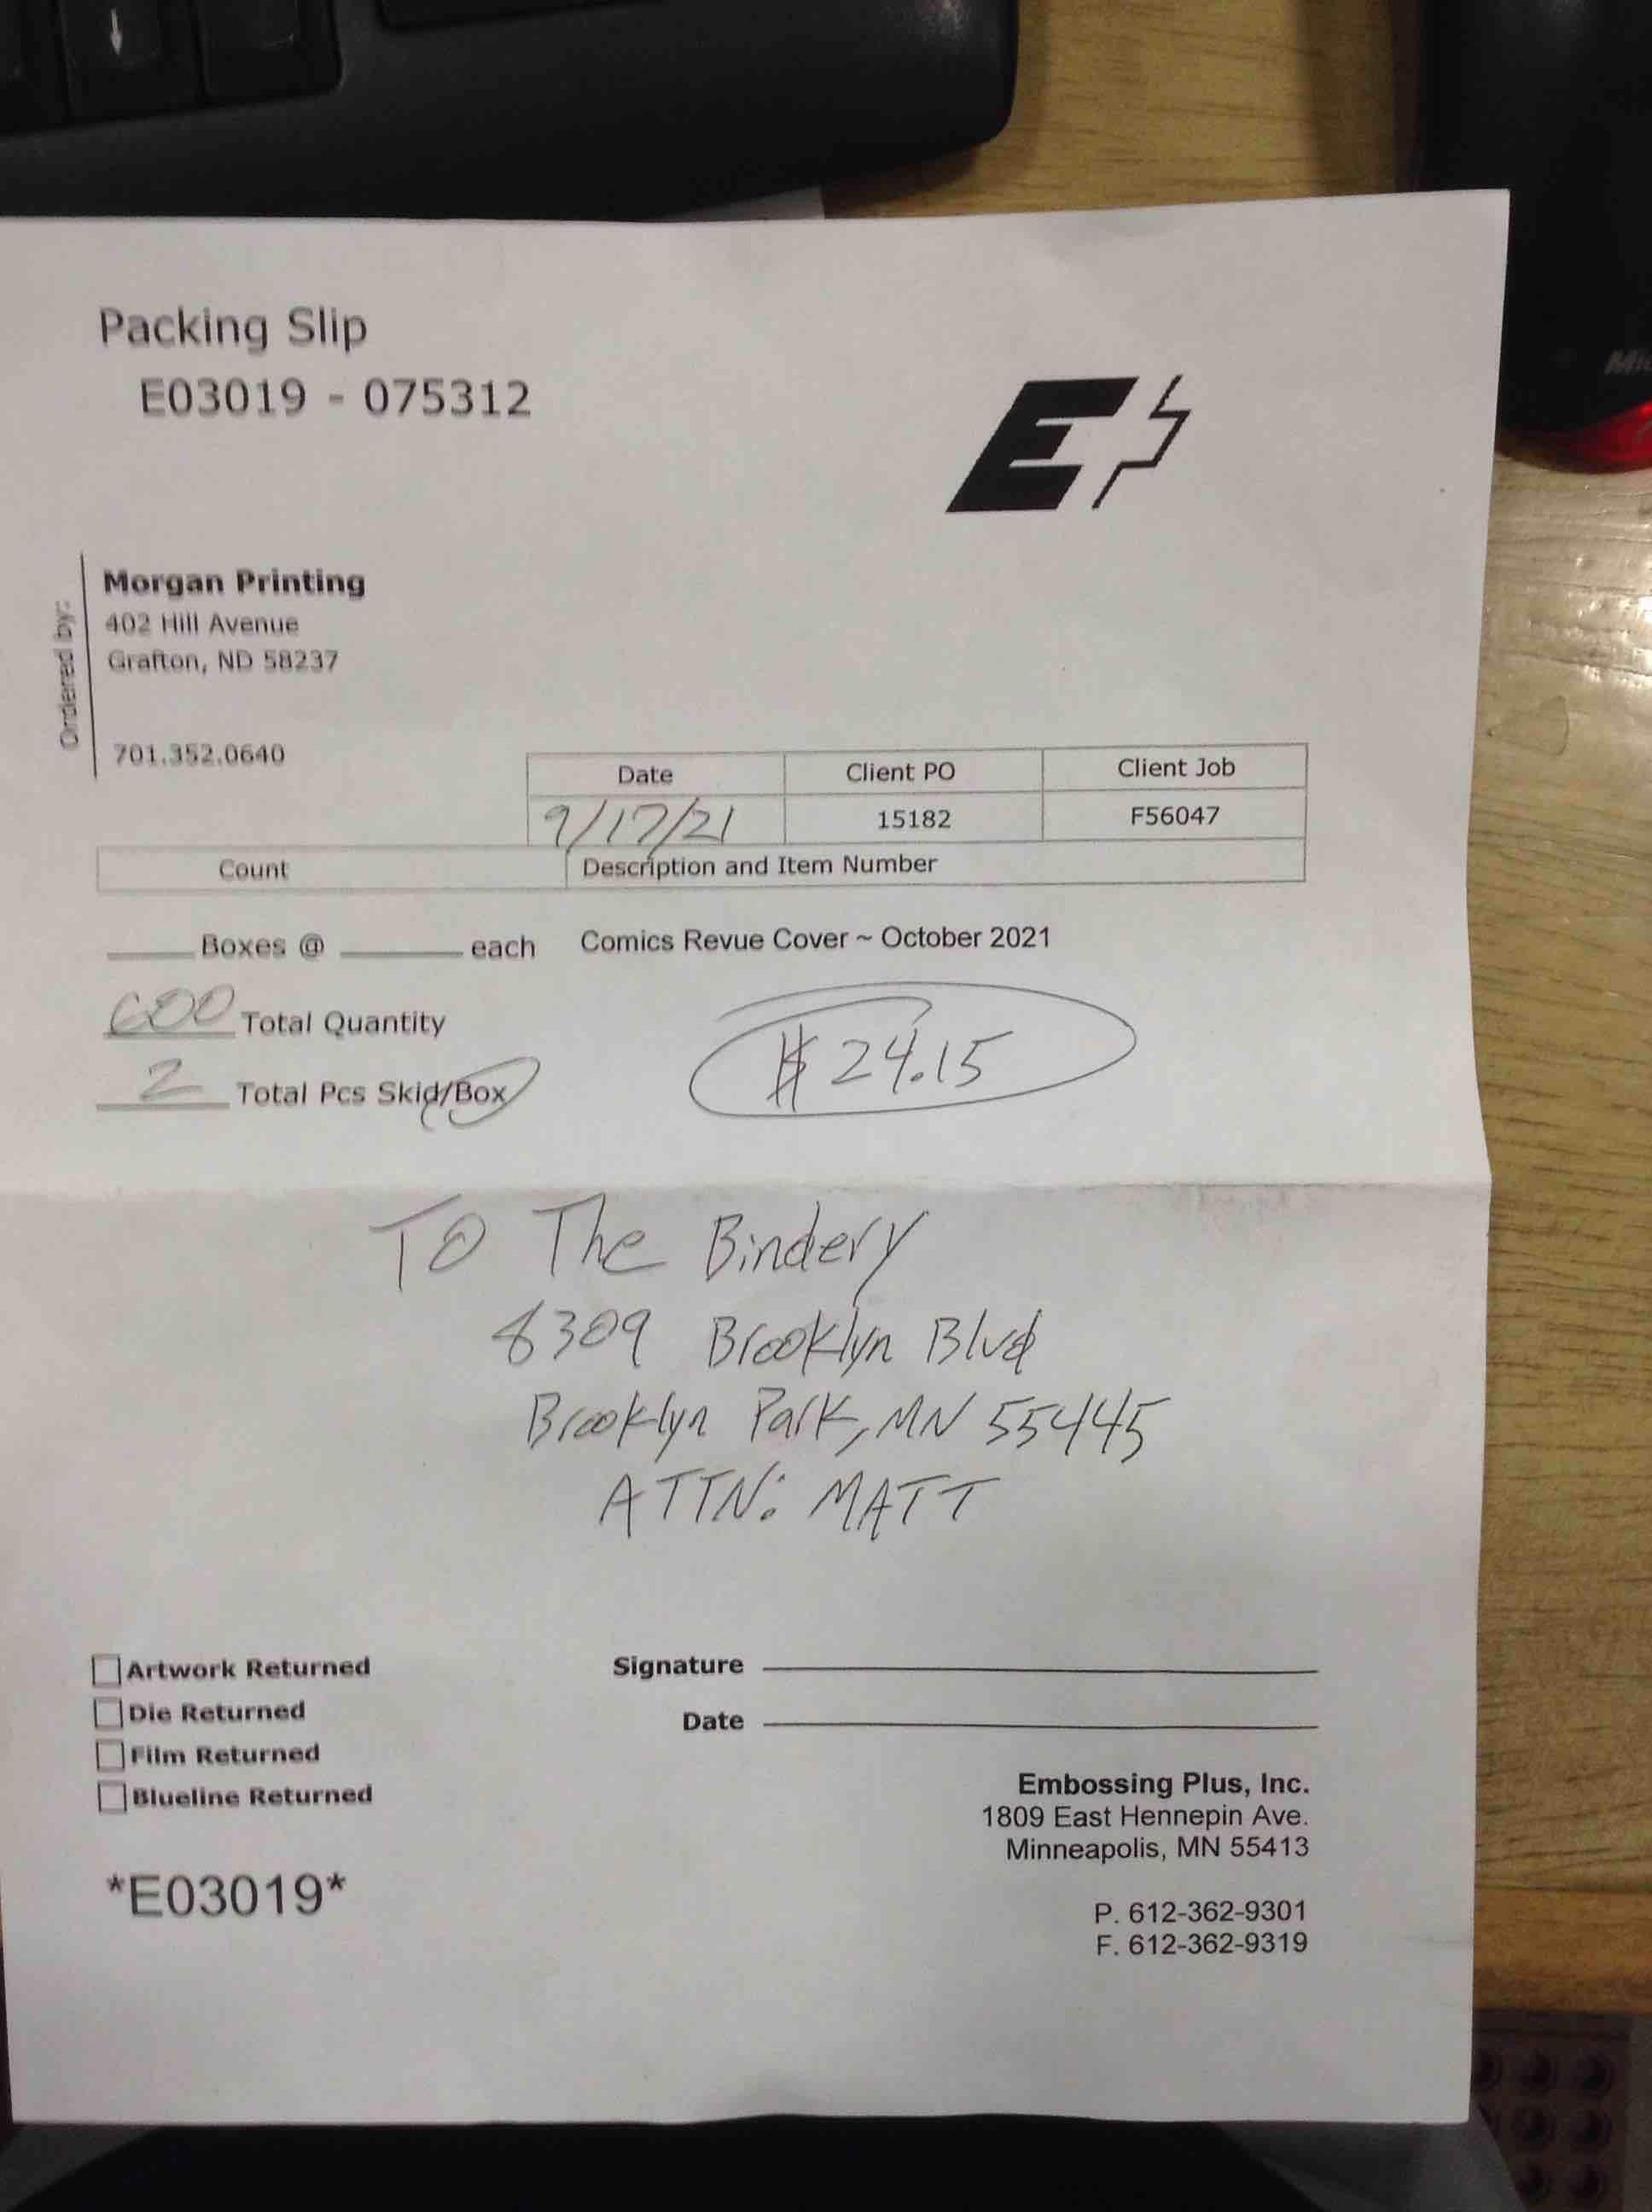 Packing Slip
E03019 - 075312
E
Ordered by:
Morgan Printing
402 Hill Avenue
Grafton, ND 58237
701.352.0640
Date Client PO Client Job
9/17/21 15182 F56047
Count Description and Item Number
Boxes @ each Comics Revue Cover ~ October 2021
600 Total Quantity
$24.15
2 Total Pcs Skid/Box
TO The Bindery
8309 Brooklyn Blvd
Brooklyn Park, MN 55445
ATTN: MATT
Artwork Returned
Die Returned
Film Returned
Blueline Returned
Signature
Date
Embossing Plus, Inc.
1809 East Hennepin Ave.
Minneapolis, MN 55413
*E03019*
P. 612-362-9301
F. 612-362-9319